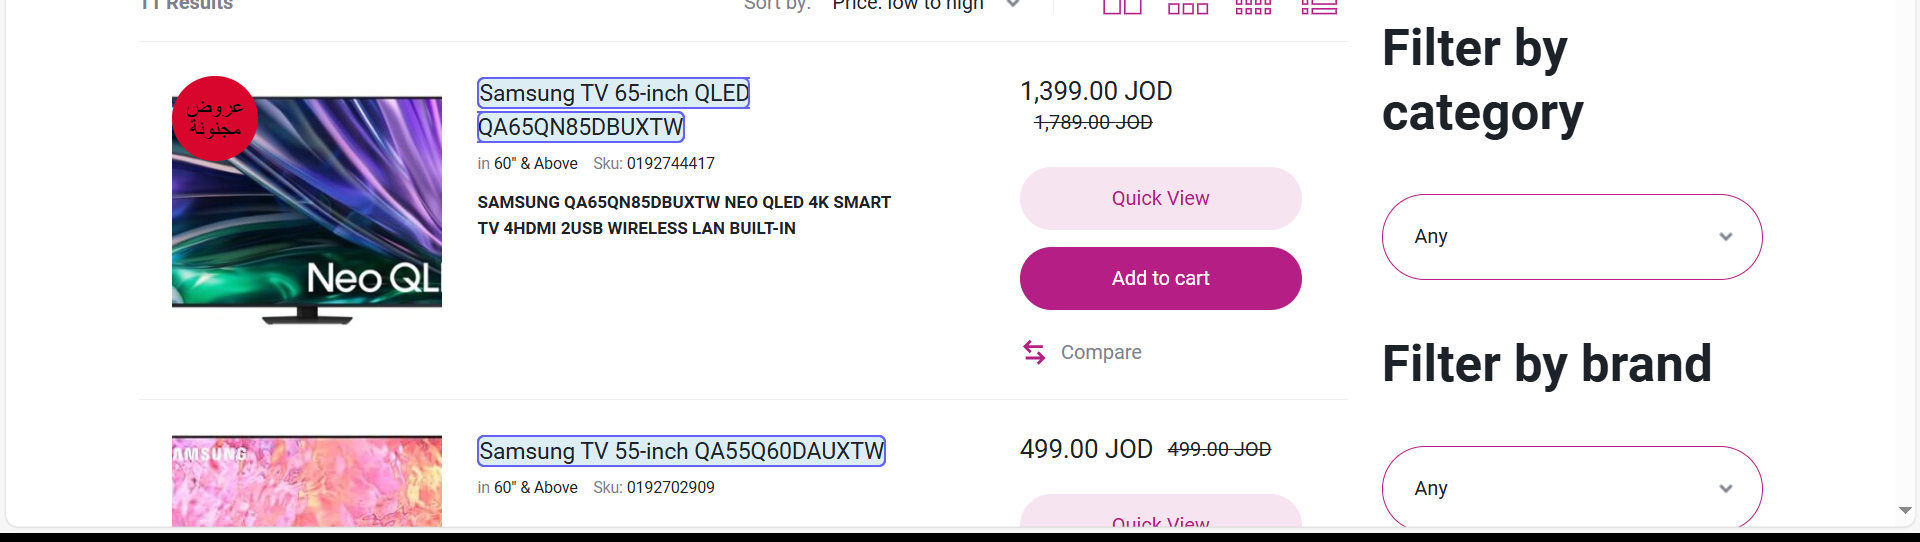 11 Results
Sort by: Price: low to high
عروض
مجنونة
Neo QL
Samsung TV 65-inch QLED
QA65QN85DBUXTW
in 60" & Above Sku: 0192744417
SAMSUNG QA65QN85DBUXTW NEO QLED 4K SMART
TV 4HDMI 2USB WIRELESS LAN BUILT-IN
1,399.00 JOD
1,789.00 JOD
Quick View
Add to cart
Compare
AMSUNG
Samsung TV 55-inch QA55Q60DAUXTW
in 60" & Above Sku: 0192702909
499.00 JOD 499.00 JOD
Quick View
Filter by
category
Any
Filter by brand
Any